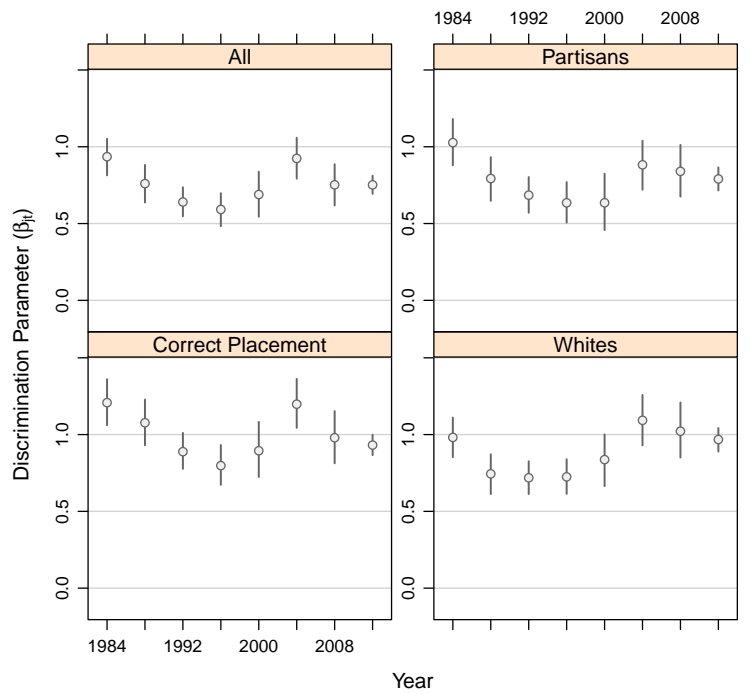 1984 1992 2000 2008
All Partisans
1.0 1.0
0.5 0.5
0.0 0.0
Correct Placement Whites
1.0 1.0
0.5 0.5
0.0 0.0
Discrimination Parameter (βjt)
1984 1992 2000 2008
Year